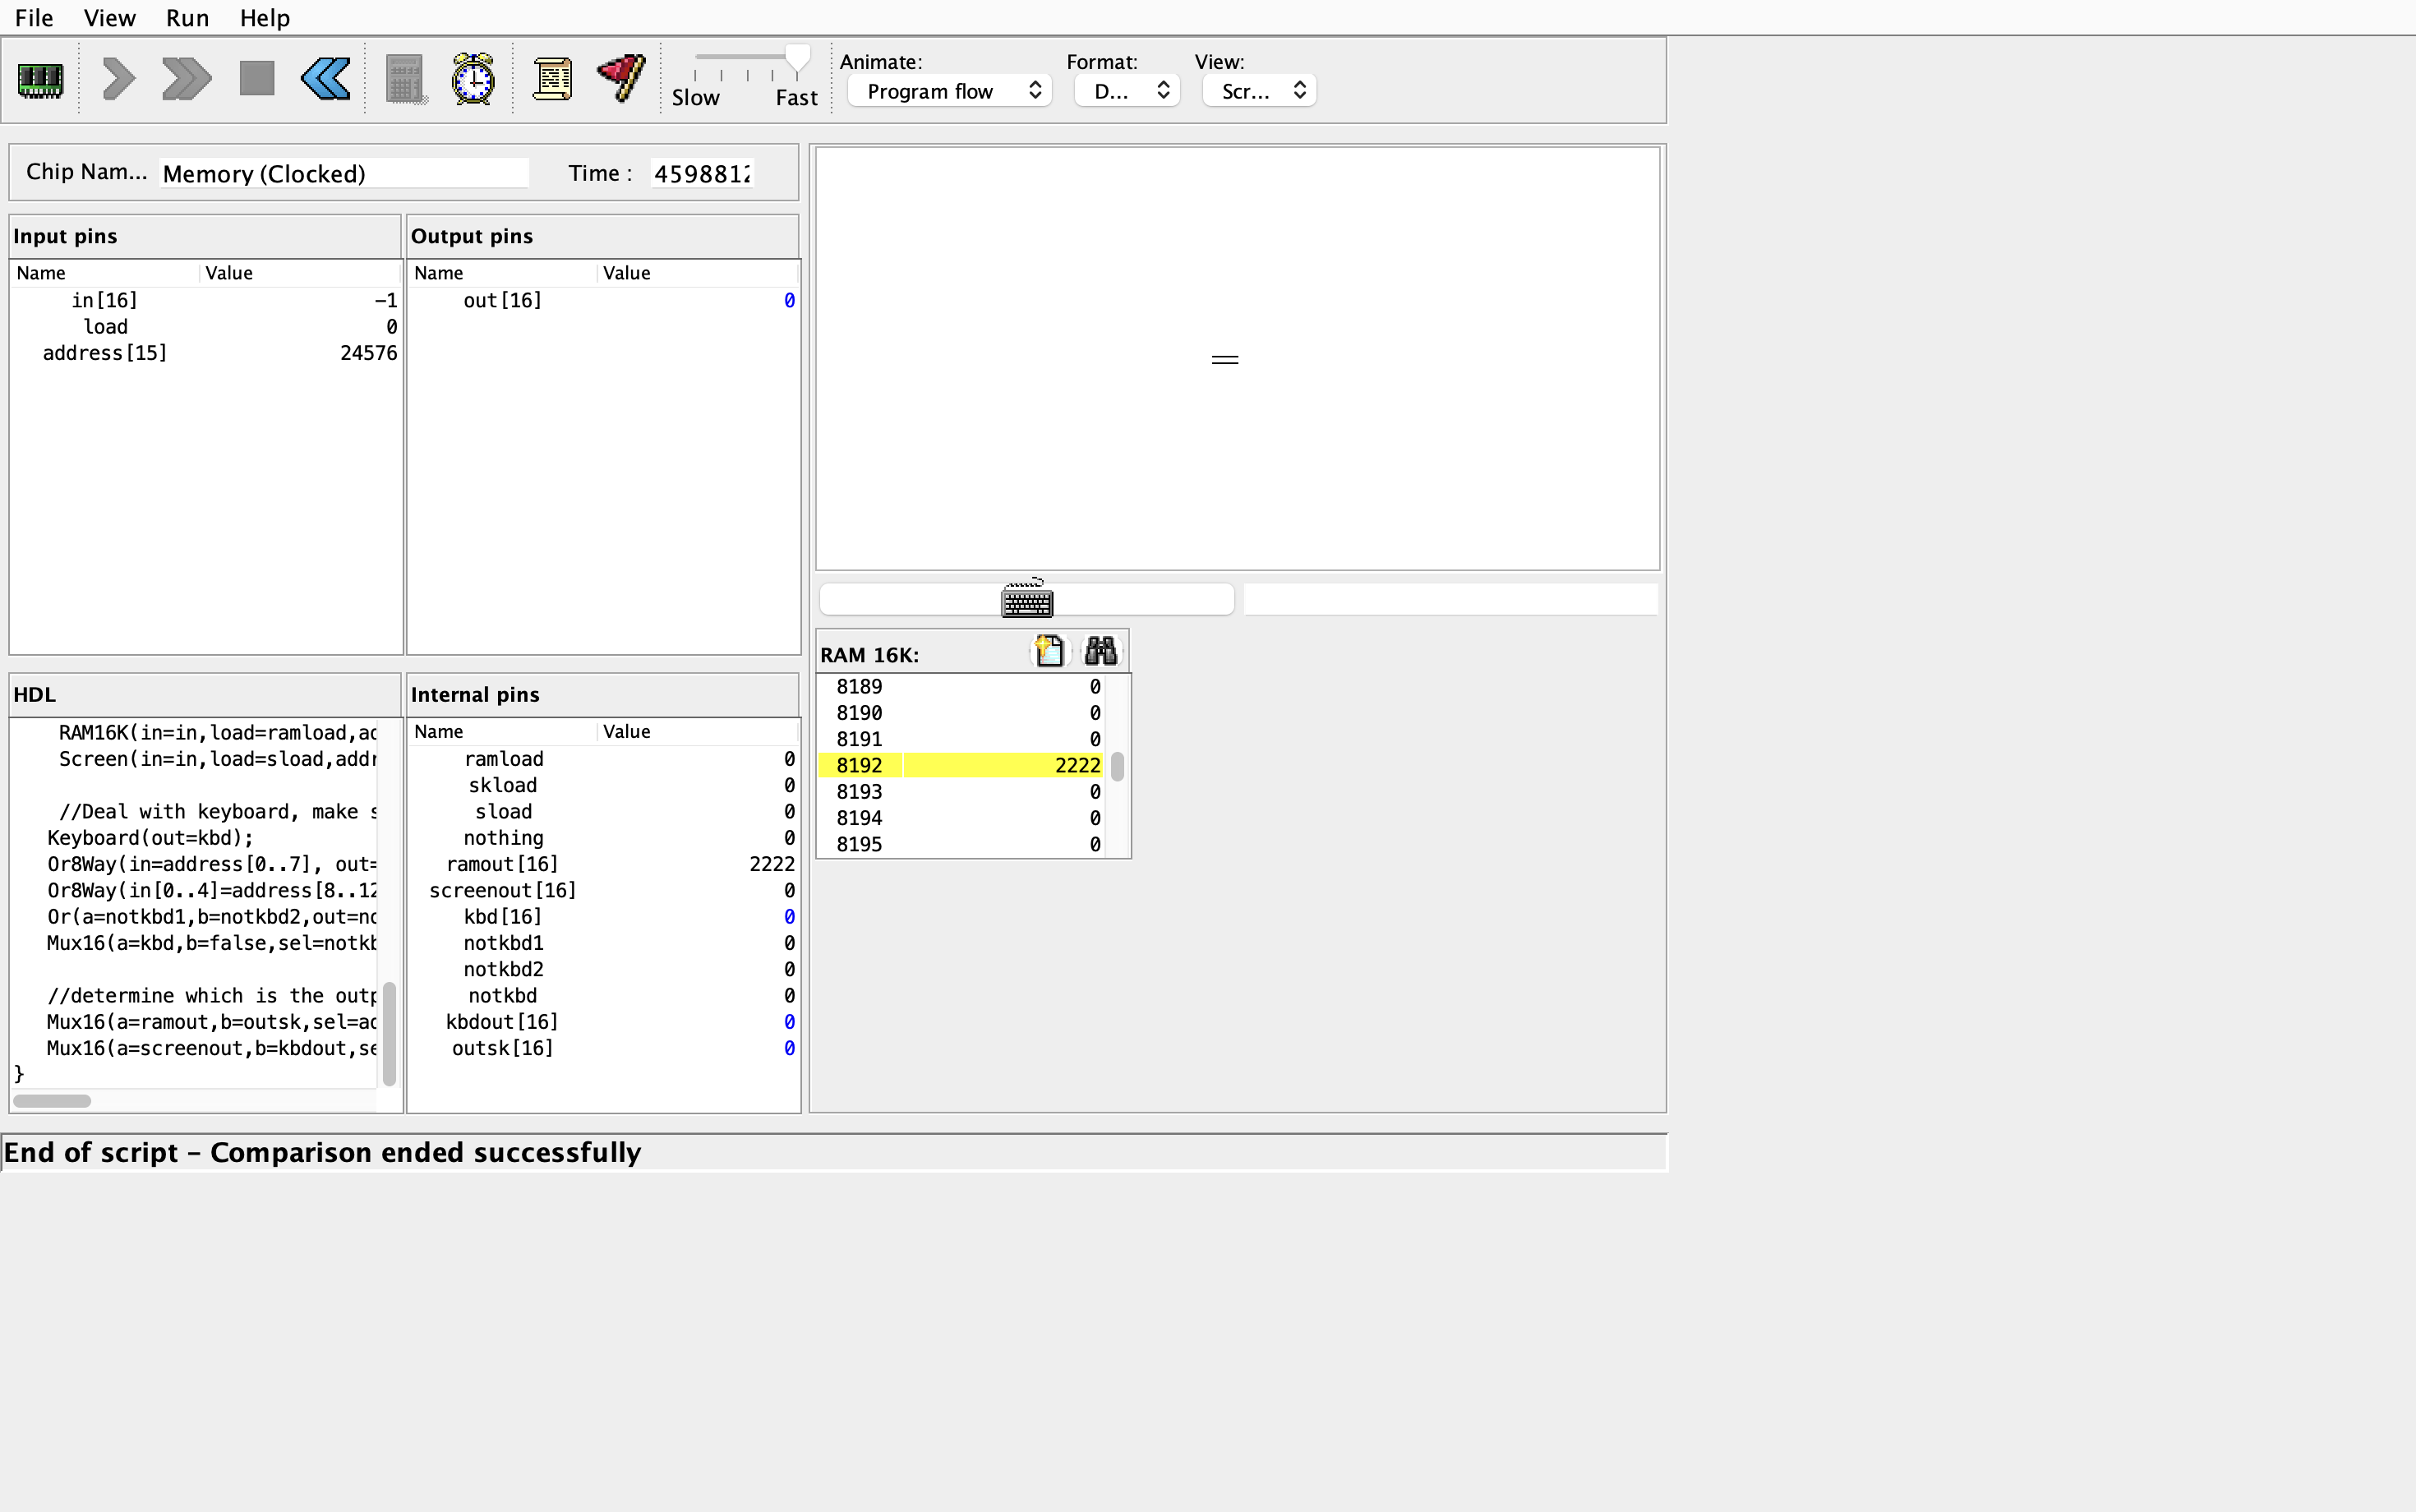 File View Run Help
Slow Fast
Animate: Format: View:
Program flow D... Scr...
Chip Nam... Memory (Clocked) Time :
Input pins
Name Value
in[16] -1
load 0
address[15] 24576
Output pins
Name Value
out[16] 0
HDL
RAM16K(in=in,load=ramload,ad
Screen(in=in,load=sload,addr
//Deal with keyboard, make s
Keyboard(out=kbd);
Or8Way(in=address[0..7], out=
Or8Way(in[0..4]=address[8..12
Or(a=notkbd1,b=notkbd2,out=no
Mux16(a=kbd,b=false,sel=notkb
//determine which is the outp
Mux16(a=ramout,b=outsk,sel=ad
Mux16(a=screenout,b=kbdout,se
}
Internal pins
Name Value
ramload 0
skload 0
sload 0
nothing 0
ramout[16] 2222
screenout[16] 0
kbd[16] 0
notkbd1 0
notkbd2 0
notkbd 0
kbdout[16] 0
outsk[16] 0
RAM 16K:
8189 0
8190 0
8191 0
8192 2222
8193 0
8194 0
8195 0
End of script – Comparison ended successfully